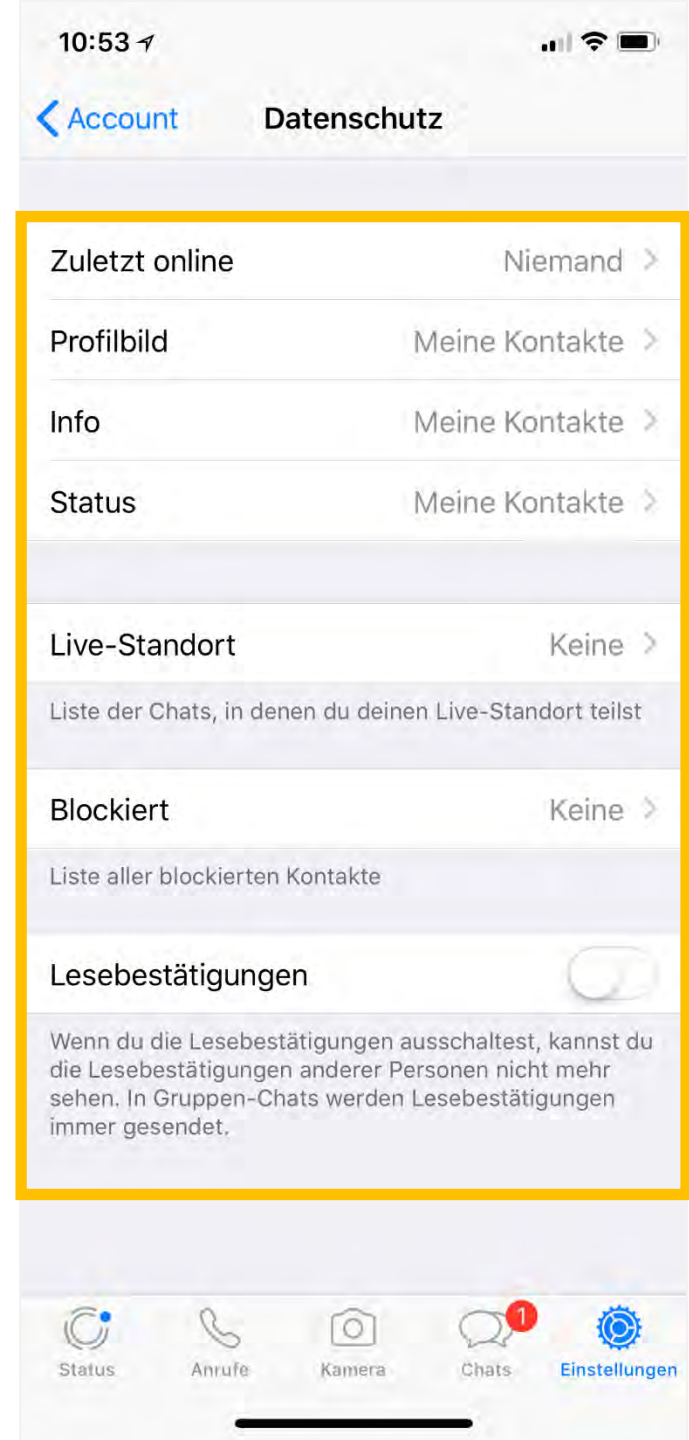 10:53
Account Datenschutz
Zuletzt online Niemand
Profilbild Meine Kontakte
Info Meine Kontakte
Status Meine Kontakte
Live-Standort Keine
Liste der Chats, in denen du deinen Live-Standort teilst
Blockiert Keine
Liste aller blockierten Kontakte
Lesebestätigungen
Wenn du die Lesebestätigungen ausschaltest, kannst du
die Lesebestätigungen anderer Personen nicht mehr
sehen. In Gruppen-Chats werden Lesebestätigungen
immer gesendet.
1
Status Anrufe Kamera Chats Einstellungen